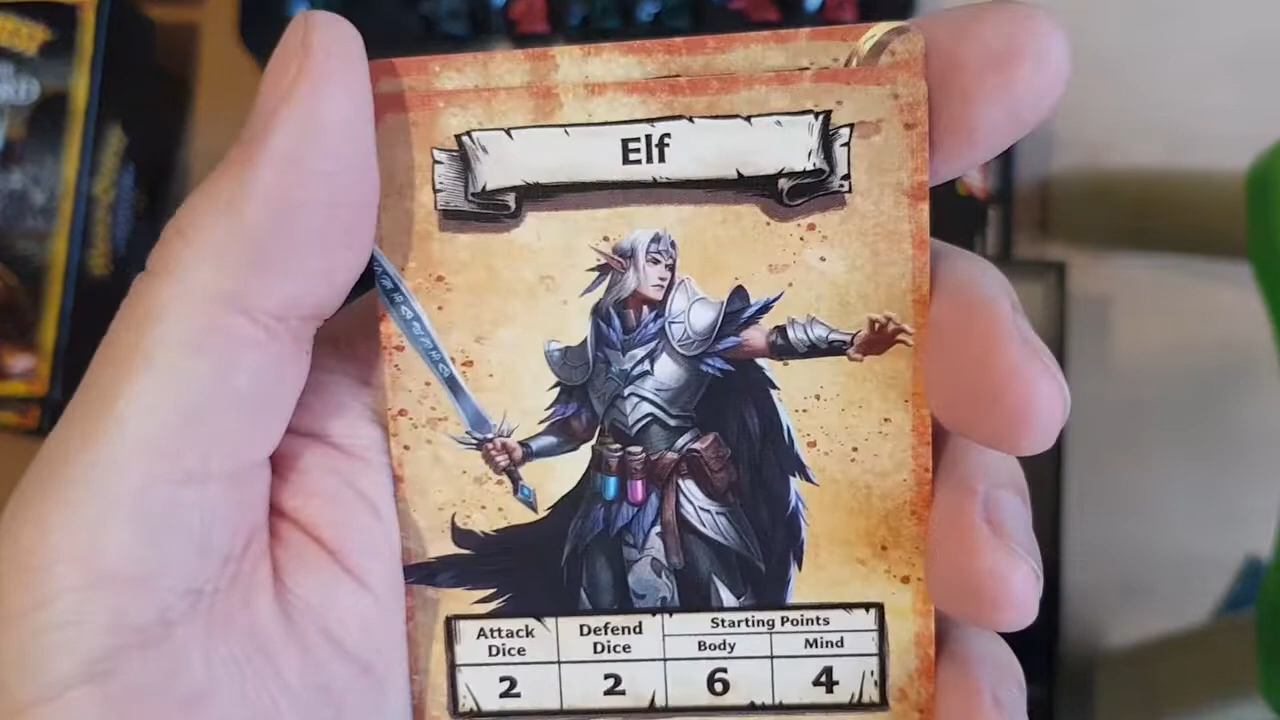 Elf
Attack Dice
Defend Dice
Starting Points
Body
Mind
2
2
6
4